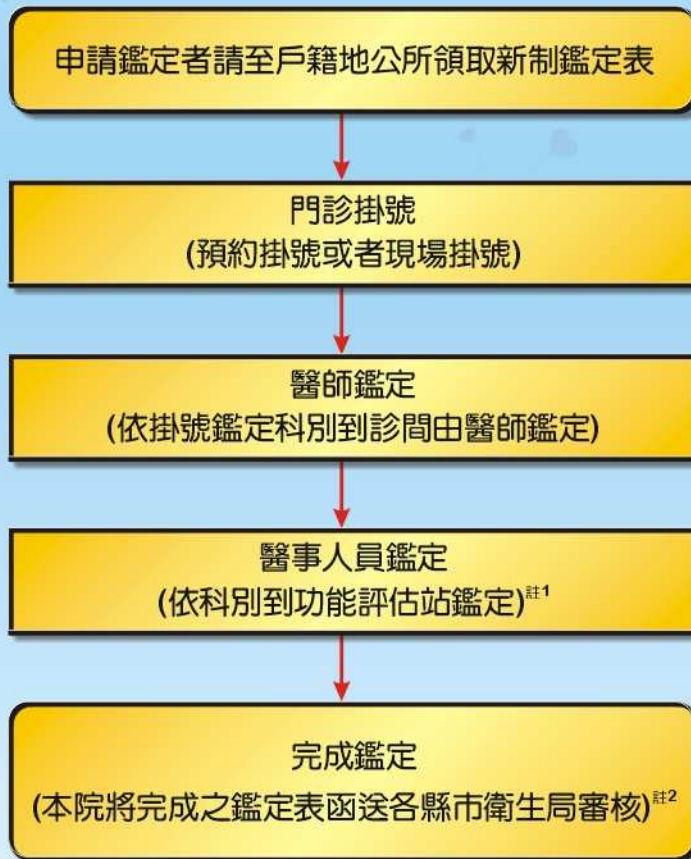 申請鑑定者請至戶籍地公所領取新制鑑定表
門診掛號
(預約掛號或者現場掛號)
醫師鑑定
(依掛號鑑定科別到診間由醫師鑑定)
醫事人員鑑定
(依科別到功能評估站鑑定)註1
完成鑑定
(本院將完成之鑑定表函送各縣市衛生局審核)註2